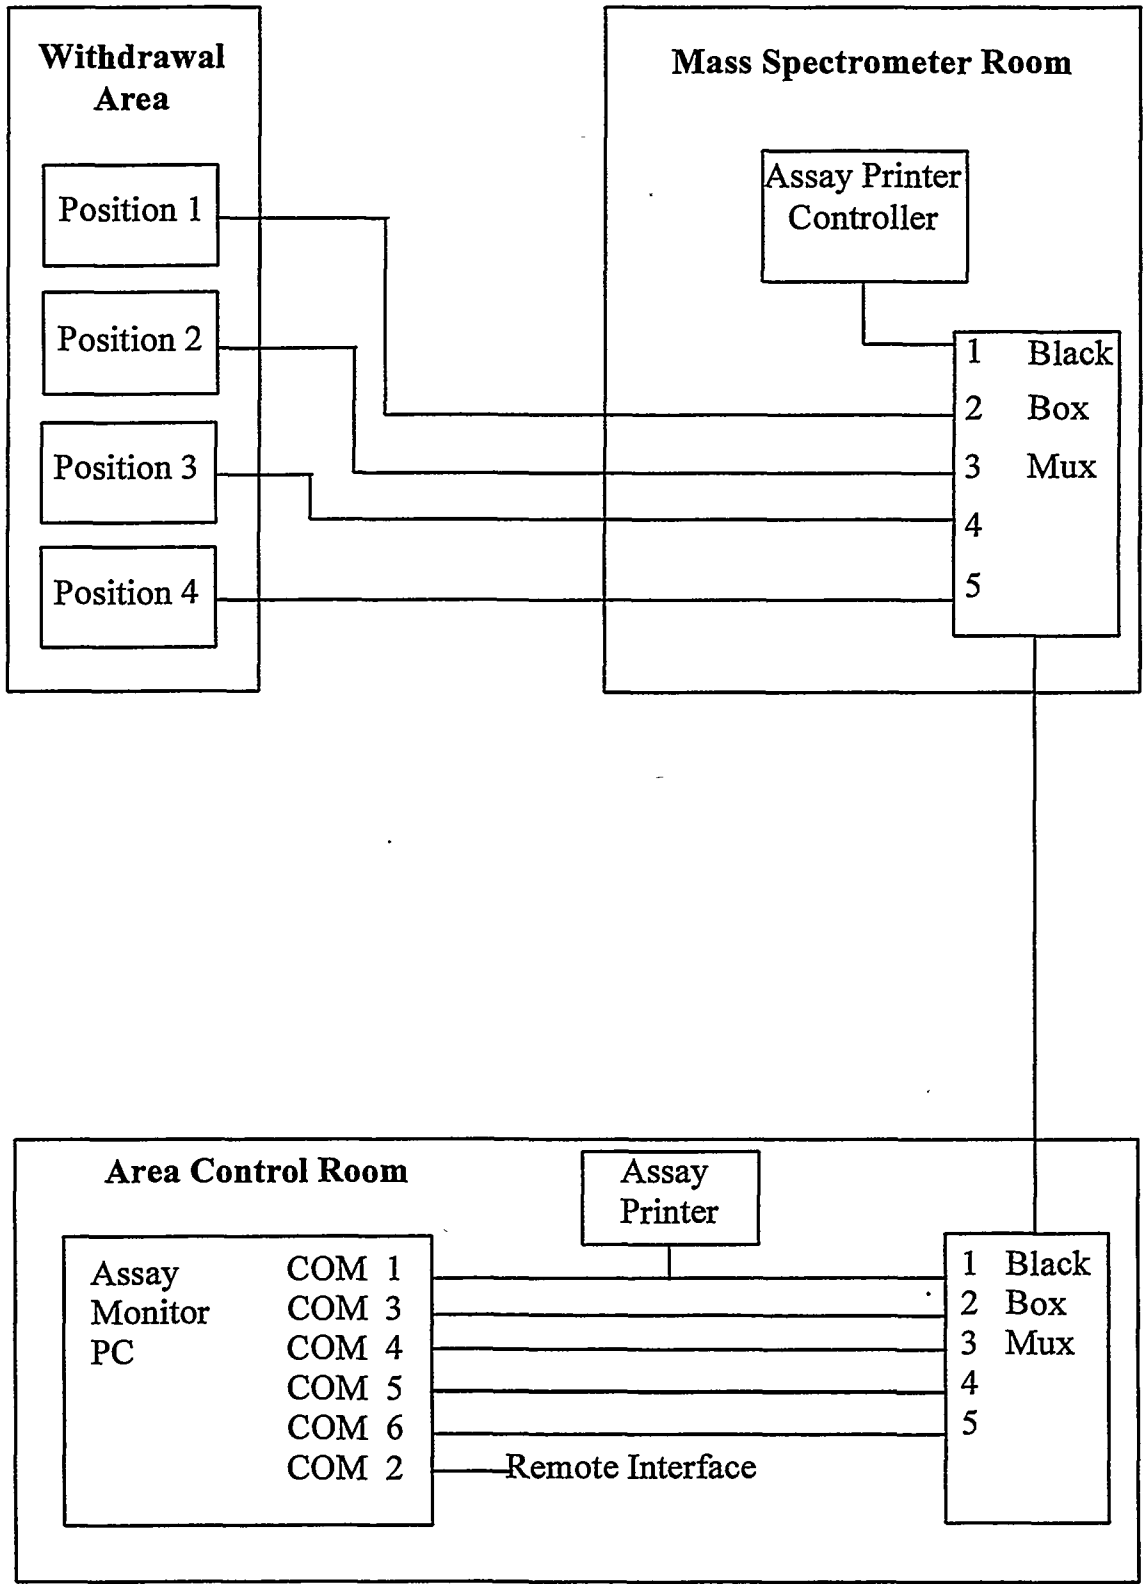 Withdrawal
Area
Position 1
Position 2
Position 3
Position 4
Mass Spectrometer Room
Assay Printer
Controller
1 Black
2 Box
3 Mux
4
5
Area Control Room
Assay
Printer
Assay
Monitor
PC
COM 1
COM 3
COM 4
COM 5
COM 6
COM 2
Remote Interface
1 Black
2 Box
3 Mux
4
5